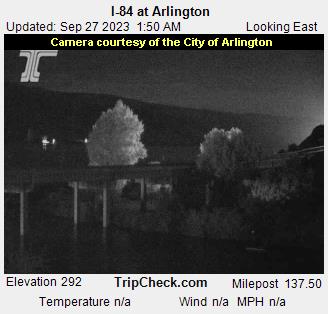 I-84 at Arlington
Updated: Sep 27 2023 1:50 AM Looking East
Camera courtesy of the City of Arlington
Elevation 292 TripCheck.com Milepost 137.50
Temperature n/a Wind n/a MPH n/a